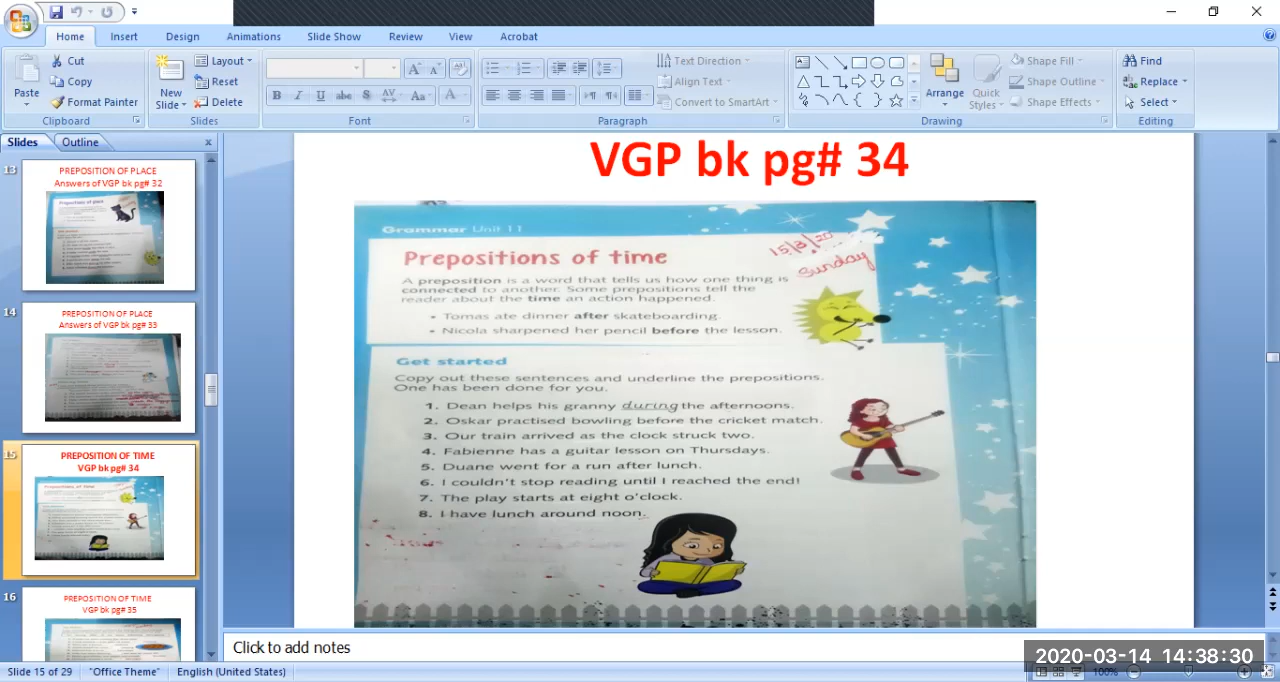 Home Insert Design Animations Slide Show Review View Acrobat
Paste
Cut
Copy
Format Painter
Clipboard
New Slide
Layout
Reset
Delete
Slides
B I U abc S AV Aa A
Font
Text Direction
Align Text
Convert to SmartArt
Paragraph
Arrange
Quick Styles
Shape Fill
Shape Outline
Shape Effects
Drawing
Find
Replace
Select
Editing
Slides Outline
13
PREPOSITION OF PLACE
Answers of VGP bk pg# 32
14
PREPOSITION OF PLACE
Answers of VGP bk pg# 33
15
PREPOSITION OF TIME
VGP bk pg# 34
16
PREPOSITION OF TIME
VGP bk pg# 35
VGP bk pg# 34
Grammar Unit 11
Prepositions of time
15/3/20
Sunday
A preposition is a word that tells us how one thing is
connected to another. Some prepositions tell the
reader about the time an action happened.
• Tomas ate dinner after skateboarding.
• Nicola sharpened her pencil before the lesson.
Get started
Copy out these sentences and underline the prepositions.
One has been done for you.
1. Dean helps his granny during the afternoons.
2. Oskar practised bowling before the cricket match.
3. Our train arrived as the clock struck two.
4. Fabienne has a guitar lesson on Thursdays.
5. Duane went for a run after lunch.
6. I couldn't stop reading until I reached the end!
7. The play starts at eight o'clock.
8. I have lunch around noon.
Click to add notes
Slide 15 of 29 "Office Theme" English (United States)
100%
2020-03-14 14:38:30